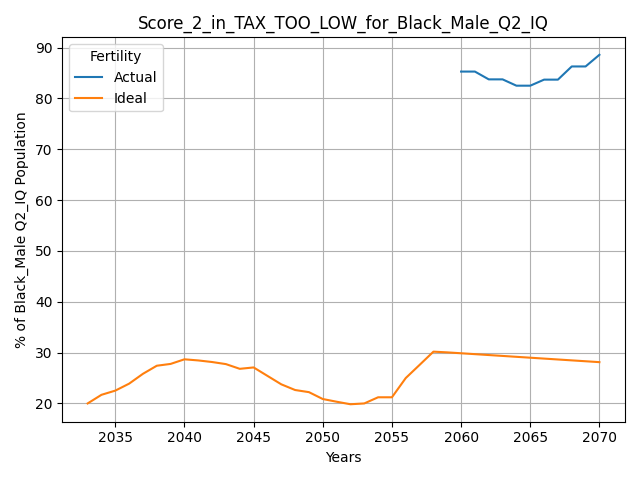 Score_2_in_TAX_TOO_LOW_for_Black_Male_Q2_IQ
Fertility
Actual
Ideal
% of Black_Male Q2_IQ Population
90
80
70
60
50
40
30
20
2035 2040 2045 2050 2055 2060 2065 2070
Years